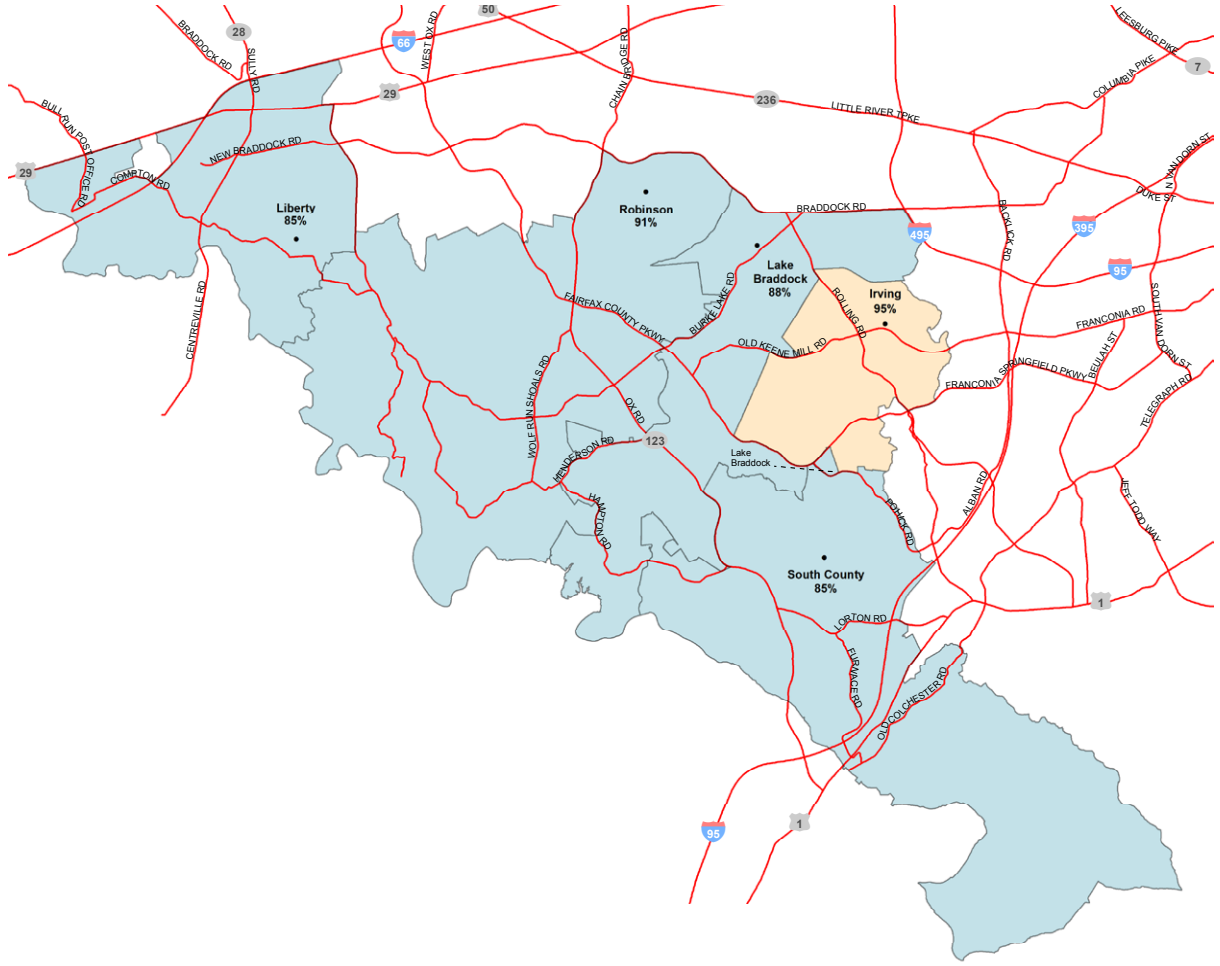 50
28
BRADDOCK RD
SULLY RD
66
WEST OX RD
CHAIN BRIDGE RD
LEESBURG PIKE
7
COLUMBIA PIKE
29
236
LITTLE RIVER TPKE
BULL RUN POST OFFICE RD
NEW BRADDOCK RD
29
COMPTON RD
N VAN DORN ST
DUKE ST
Liberty
85%
Robinson
91%
BRADDOCK RD
BACKLICK RD
495
395
95
Lake
Braddock
88%
Irving
95%
CENTREVILLE RD
FAIRFAX COUNTY PKWY
BURKE LAKE RD
ROLLING RD
OLD KEENE MILL RD
FRANCONIA RD
SOUTH VAN DORN ST
BEULAH ST
FRANCONIA SPRINGFIELD PKWY
TELEGRAPH RD
WOLF RUN SHOALS RD
OX RD
123
HENDERSON RD
Lake
Braddock
HAMPTON RD
POHICK RD
ALBAN RD
JEFF TODD WAY
South County
85%
1
LORTON RD
FURNACE RD
OLD COLCHESTER RD
95
1